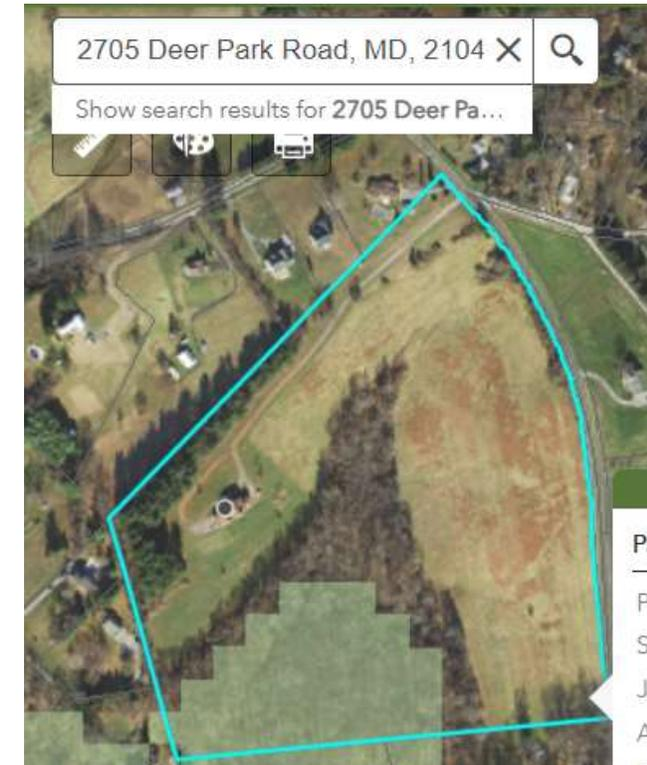 2705 Deer Park Road, MD, 2104
Show search results for 2705 Deer Pa...
P
P
S
J
A